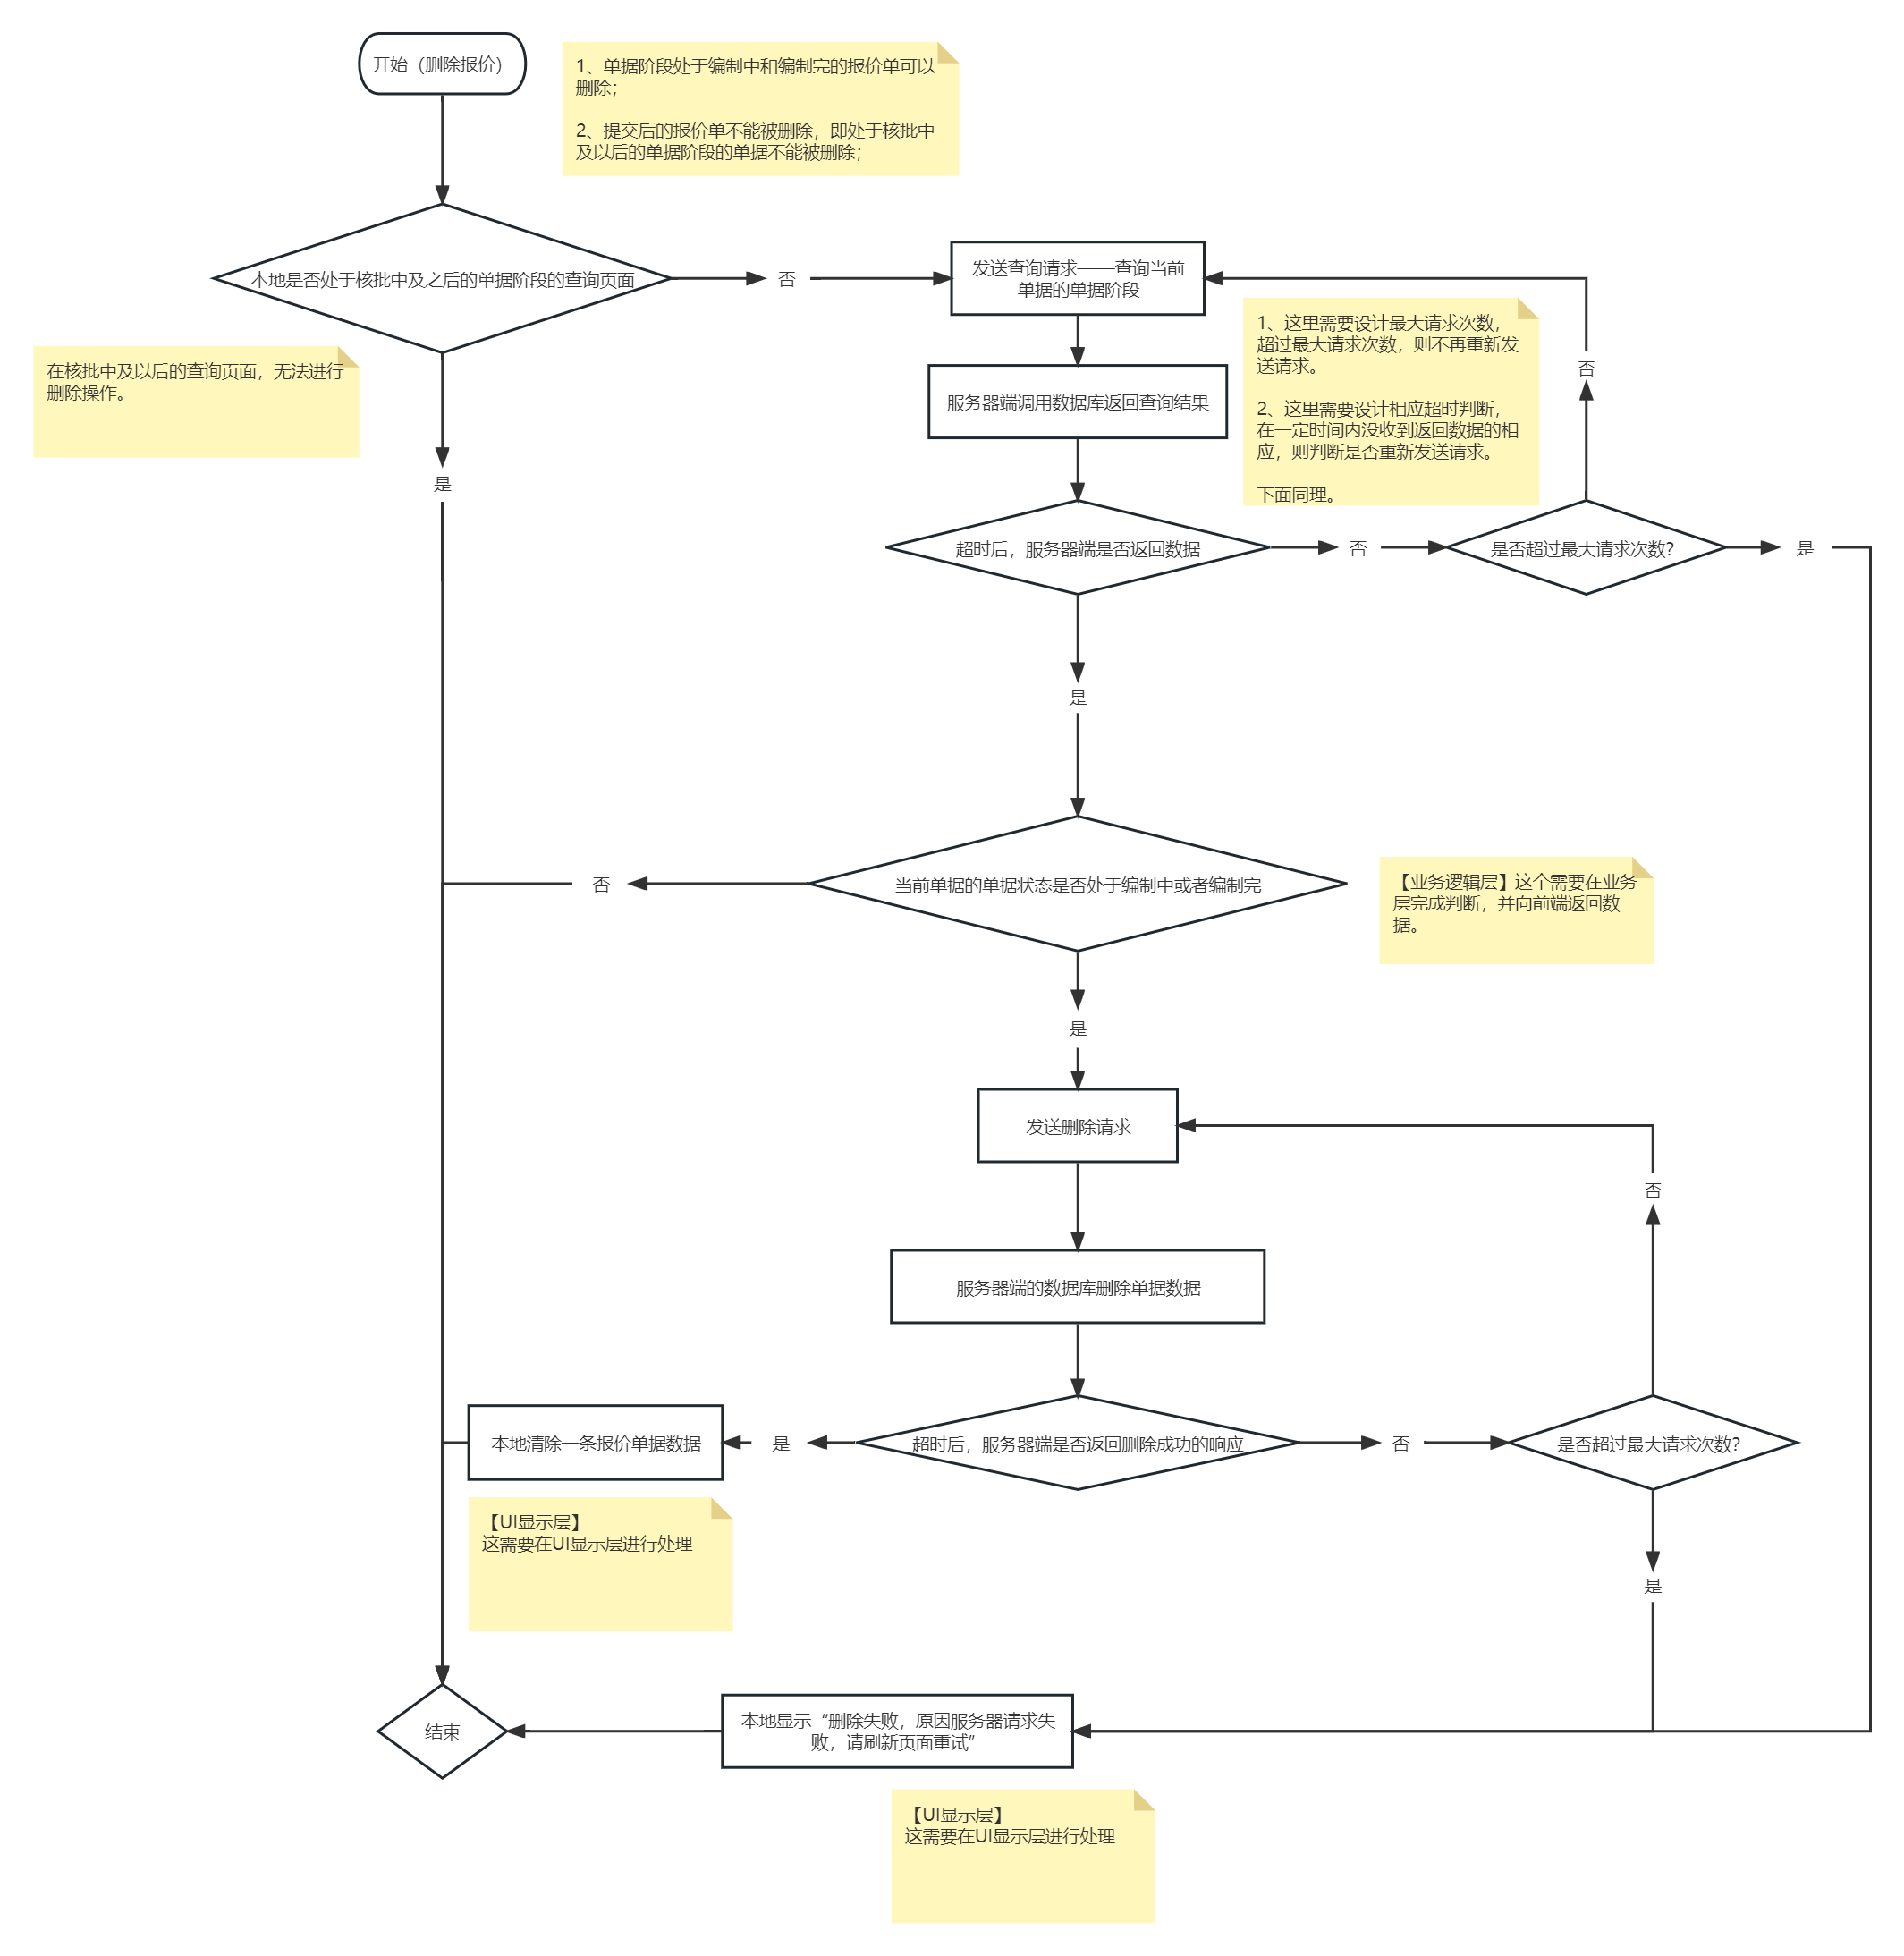 开始（删除报价）
1、单据阶段处于编制中和编制完的报价单可以
删除；
2、提交后的报价单不能被删除，即处于核批中
及以后的单据阶段的单据不能被删除；
本地是否处于核批中及之后的单据阶段的查询页面
否
发送查询请求——查询当前
单据的单据阶段
在核批中及以后的查询页面，无法进行
删除操作。
是
服务器端调用数据库返回查询结果
1、这里需要设计最大请求次数，
超过最大请求次数，则不再重新发
送请求。
2、这里需要设计相应超时判断，
在一定时间内没收到返回数据的相
应，则判断是否重新发送请求。
下面同理。
否
超时后，服务器端是否返回数据
否
是否超过最大请求次数？
是
是
当前单据的单据状态是否处于编制中或者编制完
否
【业务逻辑层】这个需要在业务
层完成判断，并向前端返回数
据。
是
发送删除请求
否
服务器端的数据库删除单据数据
超时后，服务器端是否返回删除成功的响应
是
本地清除一条报价单据数据
否
是否超过最大请求次数？
【UI显示层】
这需要在UI显示层进行处理
是
本地显示“删除失败，原因服务器请求失
败，请刷新页面重试”
结束
【UI显示层】
这需要在UI显示层进行处理